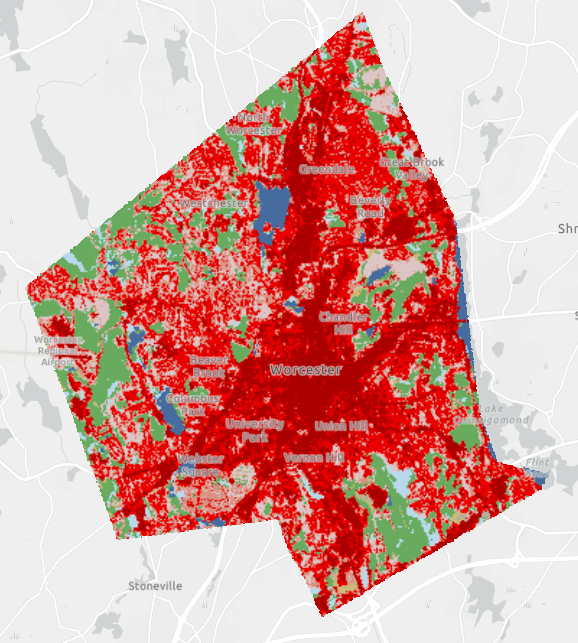 North
Worcester
Greendale
Great Brook
Valley
Westchester
Beverly
Road
Shr
Chandler
Hill
Worcester
Regional
Airport
Beaver
Brook
Worcester
Columbus
Park
Lake
University
Park
Union Hill
Webster
Square
Vernon Hill
Flint
Stoneville